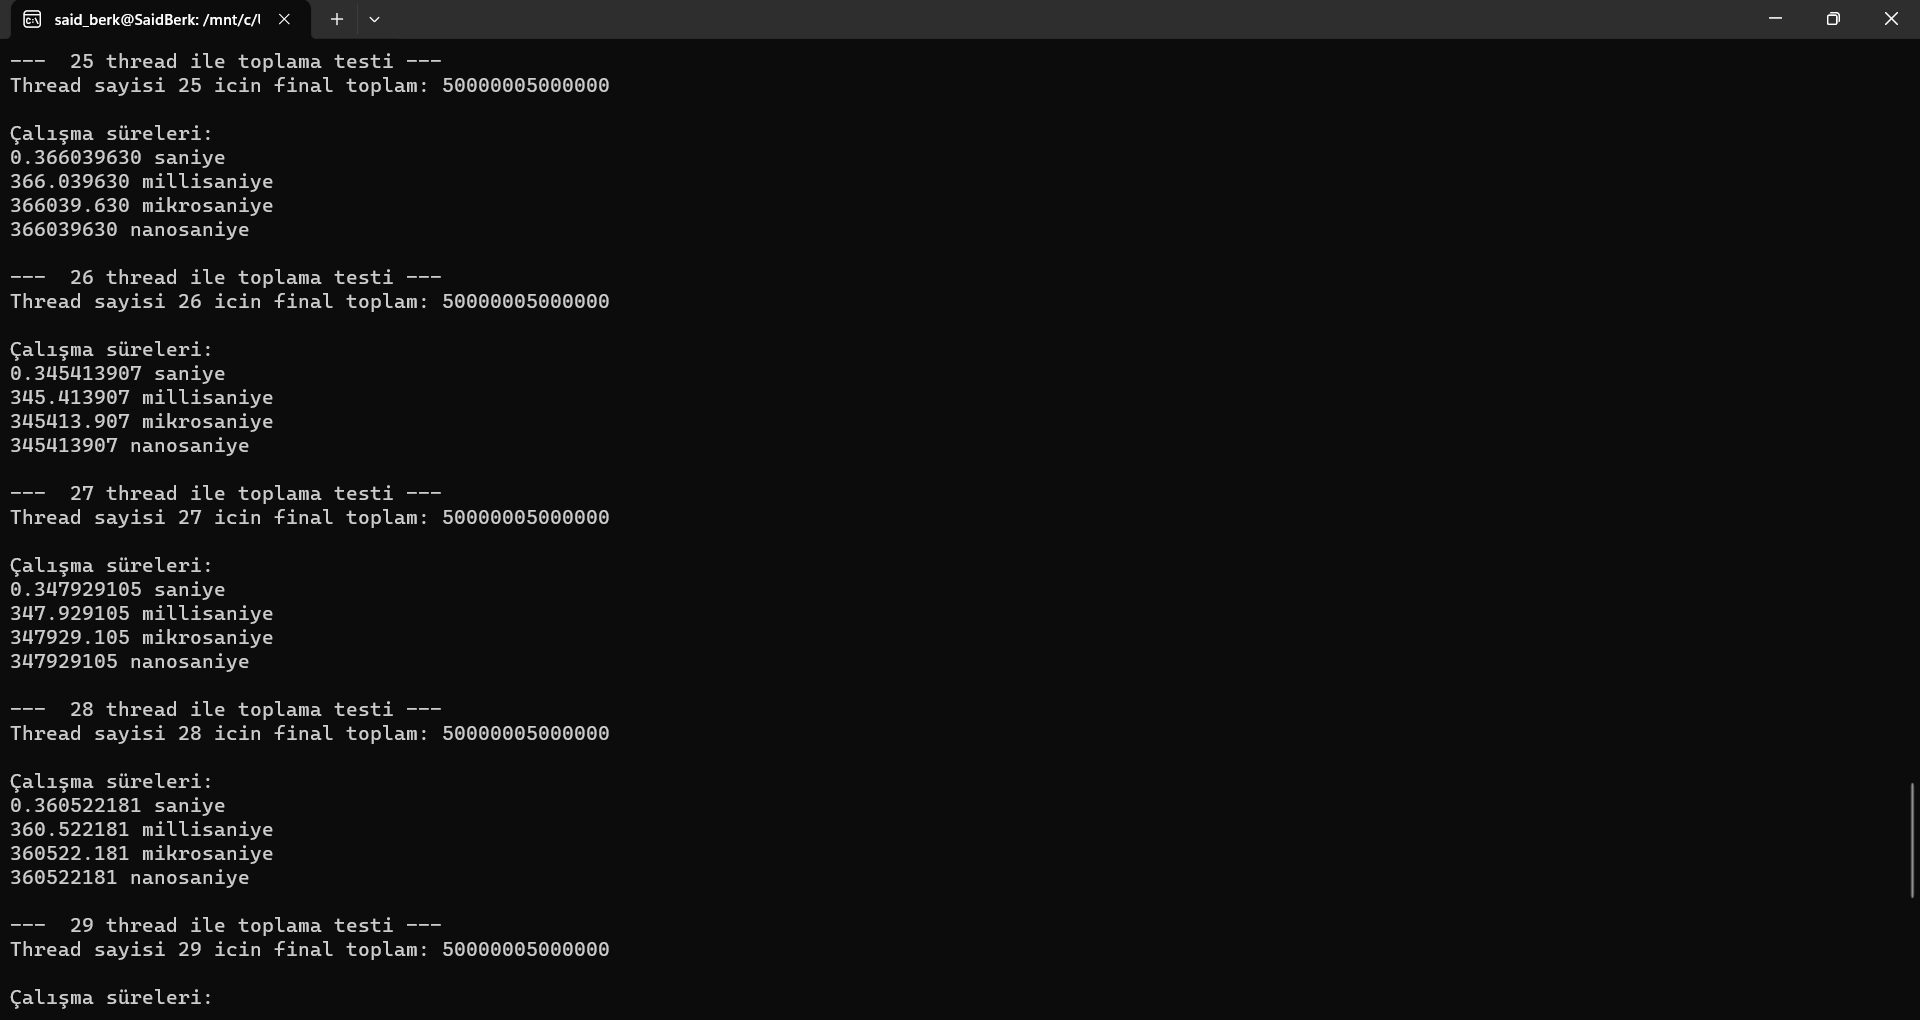 said_berk@SaidBerk: /mnt/c/
--- 25 thread ile toplama testi ---
Thread sayisi 25 icin final toplam: 50000005000000
Çalışma süreleri:
0.366039630 saniye
366.039630 millisaniye
366039.630 mikrosaniye
366039630 nanosaniye
--- 26 thread ile toplama testi ---
Thread sayisi 26 icin final toplam: 50000005000000
Çalışma süreleri:
0.345413907 saniye
345.413907 millisaniye
345413.907 mikrosaniye
345413907 nanosaniye
--- 27 thread ile toplama testi ---
Thread sayisi 27 icin final toplam: 50000005000000
Çalışma süreleri:
0.347929105 saniye
347.929105 millisaniye
347929.105 mikrosaniye
347929105 nanosaniye
--- 28 thread ile toplama testi ---
Thread sayisi 28 icin final toplam: 50000005000000
Çalışma süreleri:
0.360522181 saniye
360.522181 millisaniye
360522.181 mikrosaniye
360522181 nanosaniye
--- 29 thread ile toplama testi ---
Thread sayisi 29 icin final toplam: 50000005000000
Çalışma süreleri: